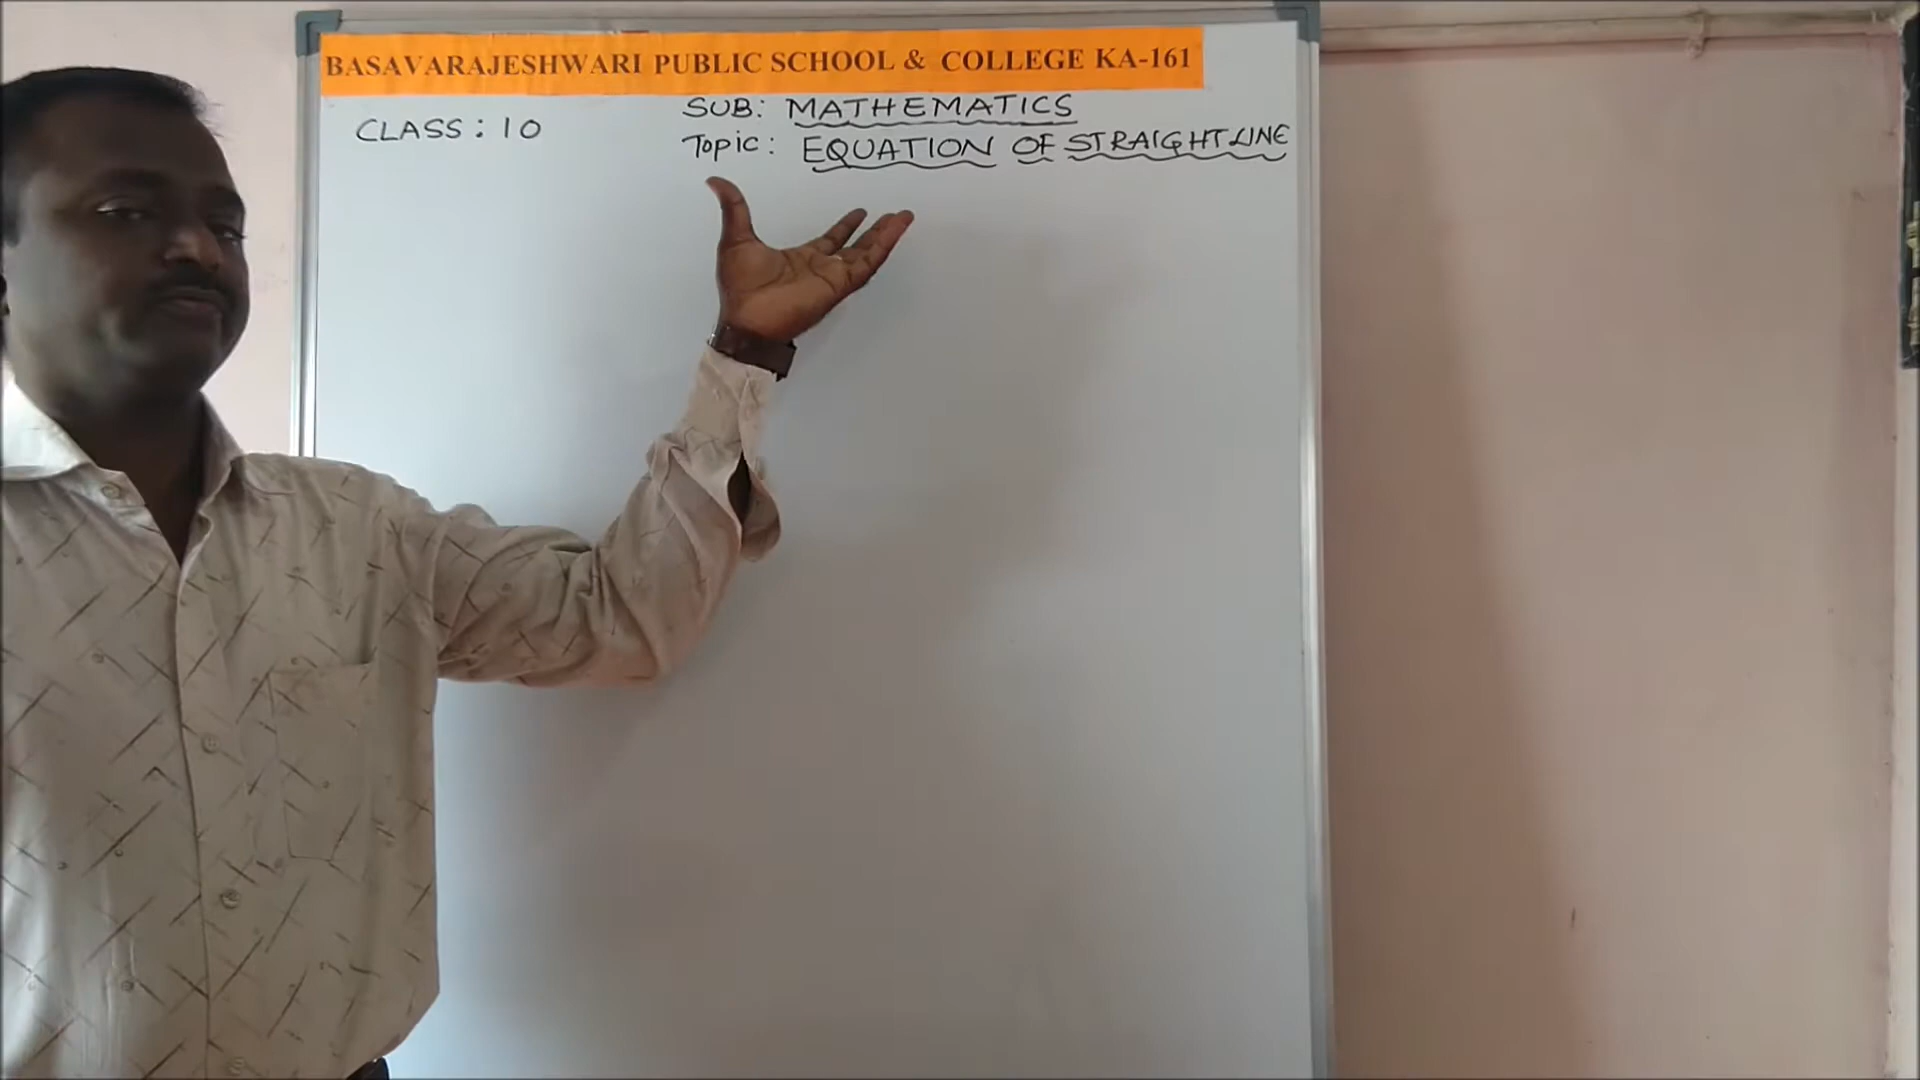 BASAVARAJESHWARI PUBLIC SCHOOL & COLLEGE KA-161
SUB: MATHEMATICS
CLASS: 10
Topic: EQUATION OF STRAIGHT LINE